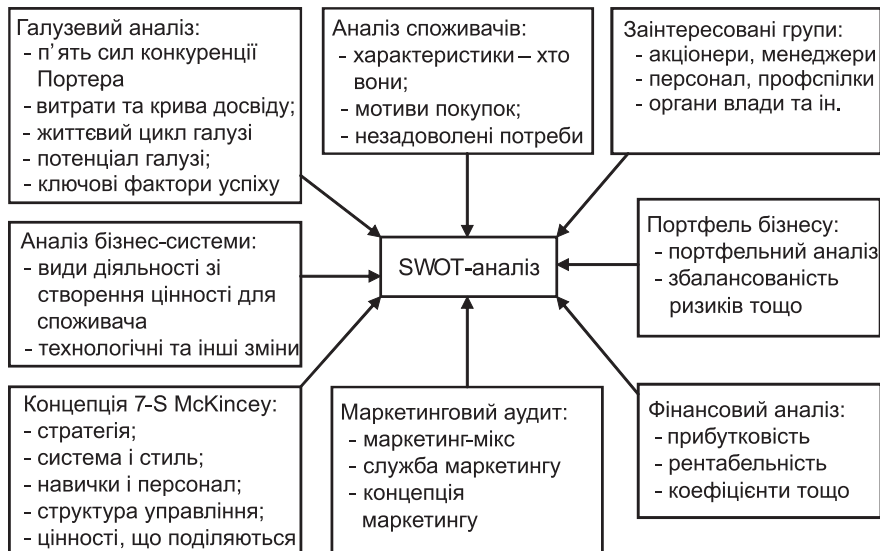 Галузевий аналіз:
- п’ять сил конкуренції
Портера
- витрати та крива досвіду;
- життєвий цикл галузі
- потенціал галузі;
- ключові фактори успіху
Аналіз споживачів:
- характеристики – хто
вони;
- мотиви покупок;
- незадоволені потреби
Заінтересовані групи:
- акціонери, менеджери
- персонал, профспілки
- органи влади та ін.
Аналіз бізнес-системи:
- види діяльності зі
створення цінності для
споживача
- технологічні та інші зміни
SWOT-аналіз
Портфель бізнесу:
- портфельний аналіз
- збалансованість
ризиків тощо
Концепція 7-S McKincey:
- стратегія;
- система і стиль;
- навички і персонал;
- структура управління;
- цінності, що поділяються
Маркетинговий аудит:
- маркетинг-мікс
- служба маркетингу
- концепція
маркетингу
Фінансовий аналіз:
- прибутковість
- рентабельність
- коефіцієнти тощо